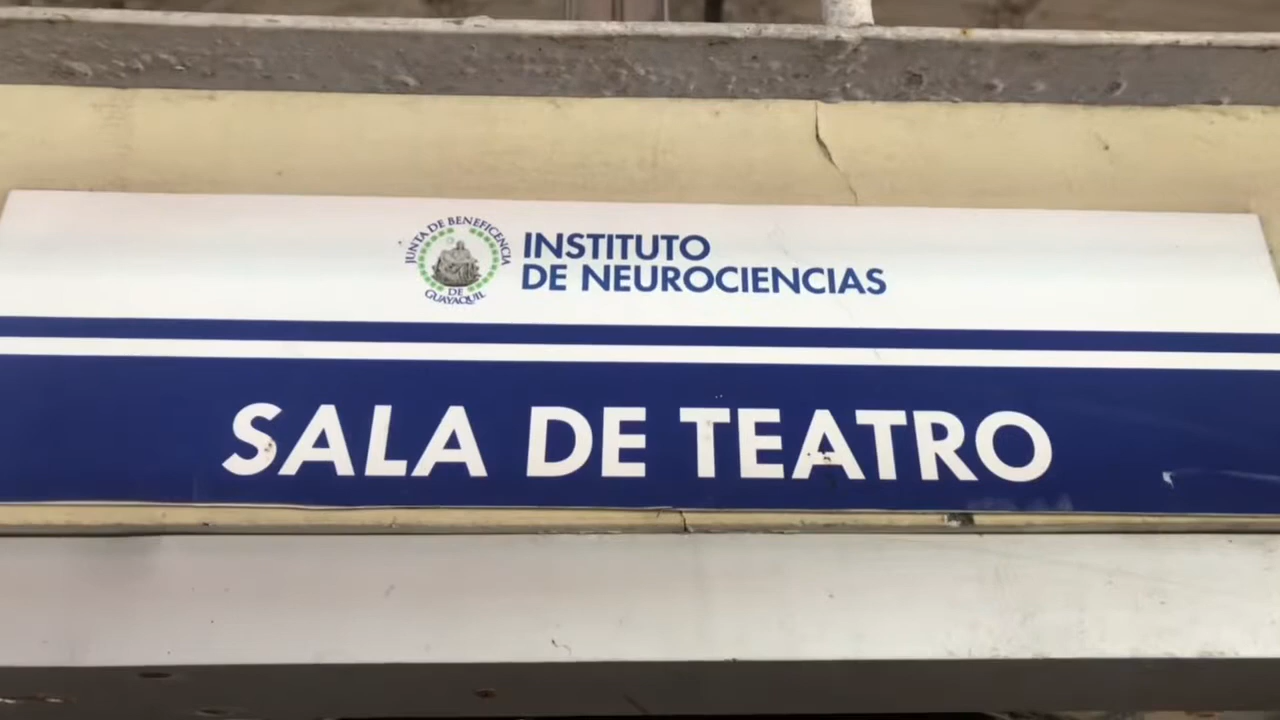 JUNTA DE BENEFICENCIA
DE
GUAYAQUIL
INSTITUTO
DE NEUROCIENCIAS
SALA DE TEATRO